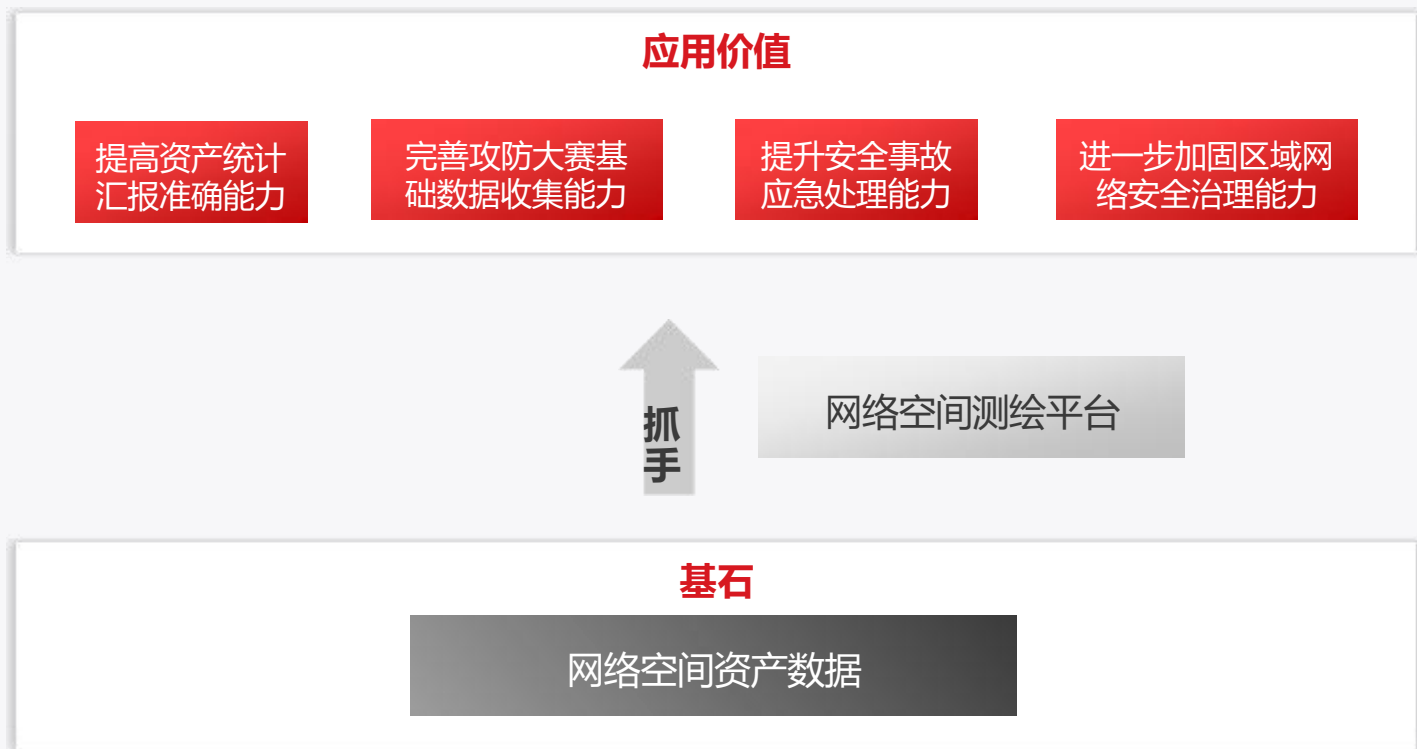 应用价值
提高资产统计
汇报准确能力
完善攻防大赛基
础数据收集能力
提升安全事故
应急处理能力
进一步加固区域网
络安全治理能力
抓
手
网络空间测绘平台
基石
网络空间资产数据